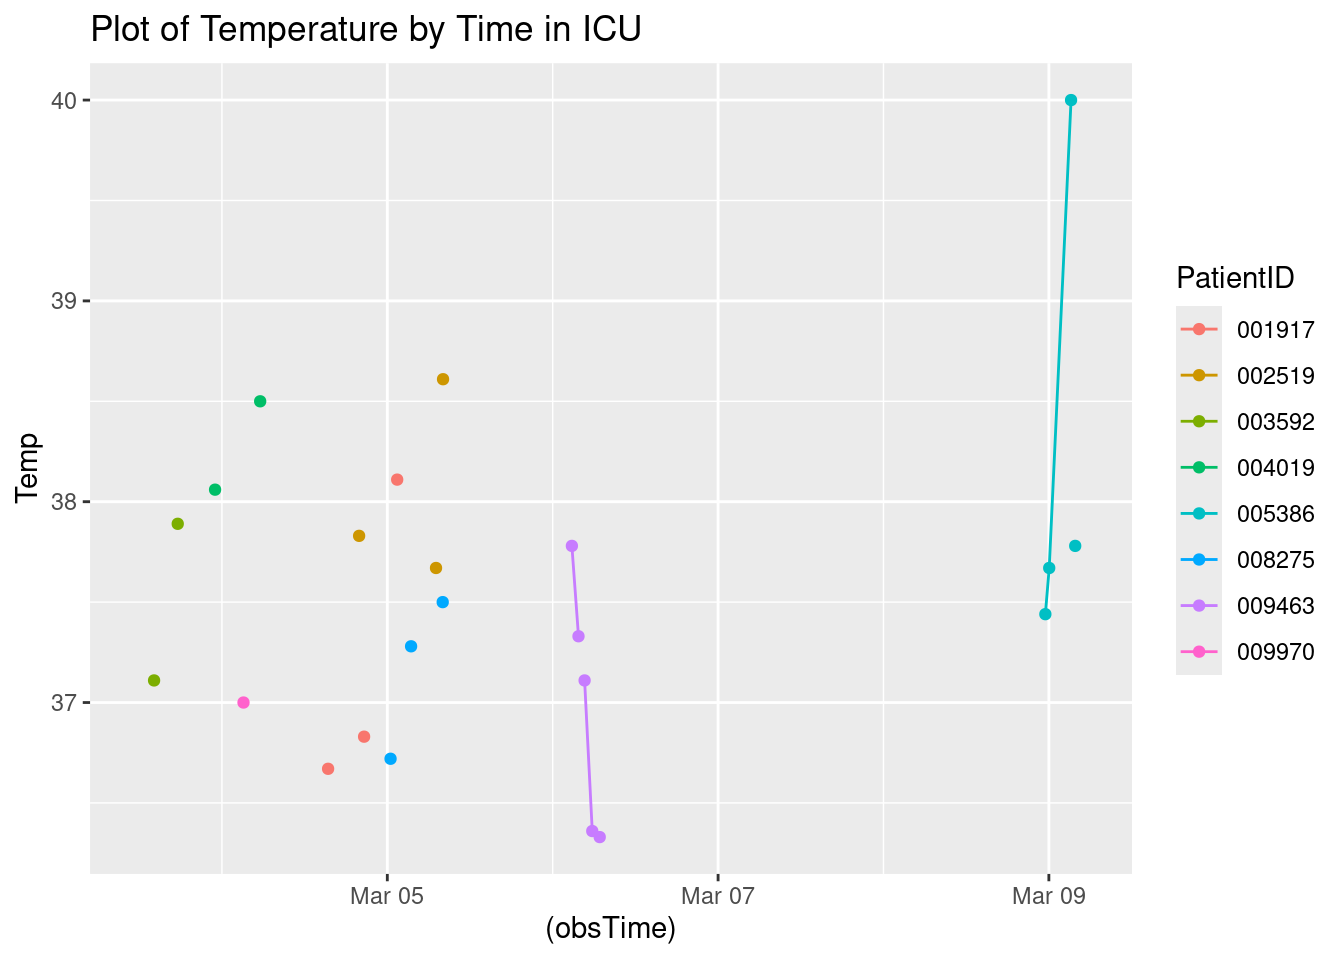 Plot of Temperature by Time in ICU
40
39
38
37
Temp
Mar 05
Mar 07
Mar 09
(obsTime)
PatientID
001917
002519
003592
004019
005386
008275
009463
009970